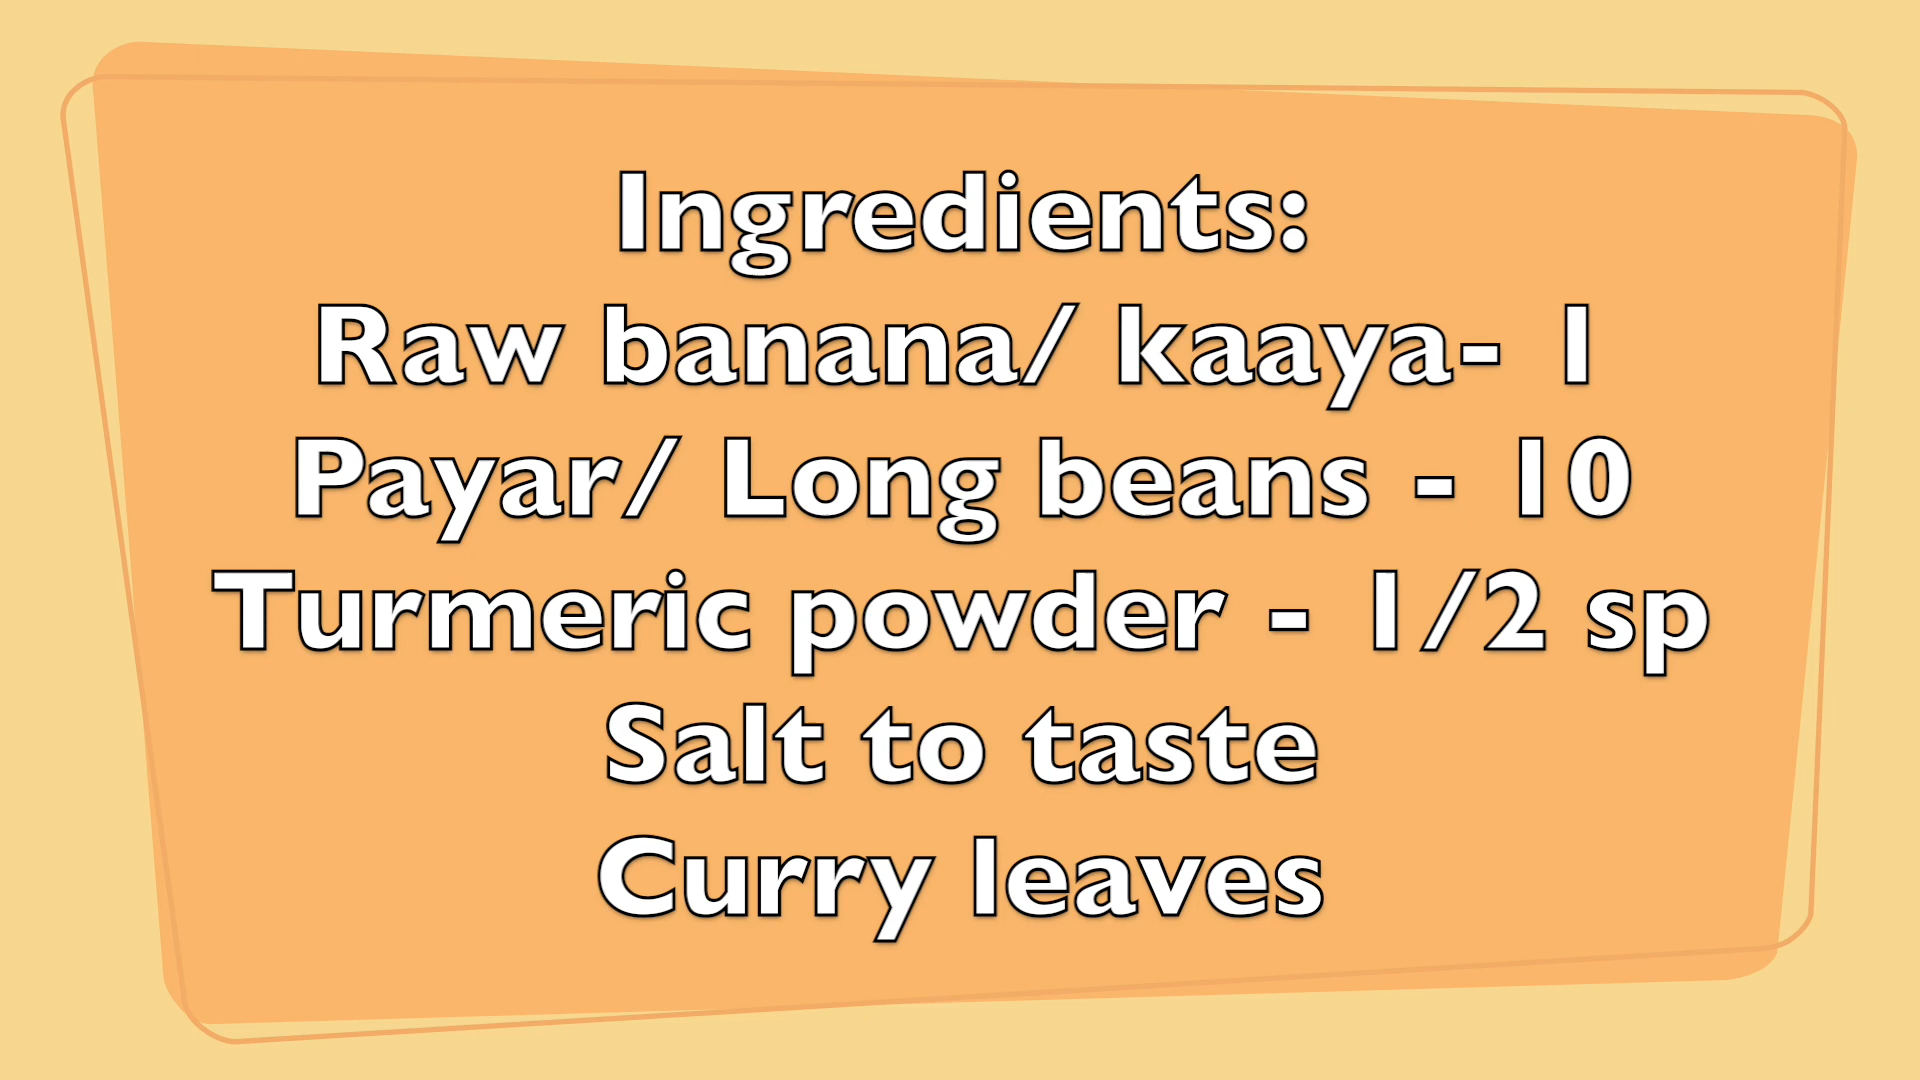 Ingredients:
Raw banana/ kaaya- 1
Payar/ Long beans - 10
Turmeric powder - 1/2 sp
Salt to taste
Curry leaves